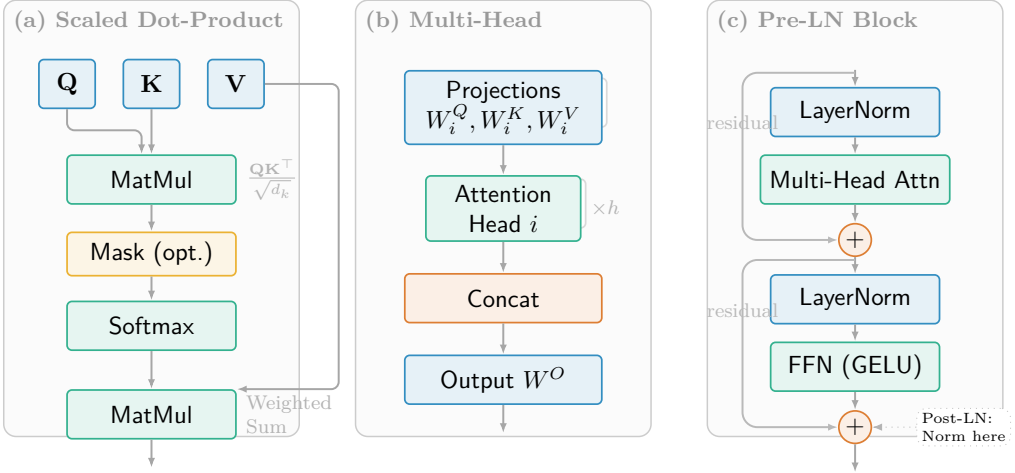 (a) Scaled Dot-Product
Q
K
V
MatMul
QK⊤
√dk
Mask (opt.)
Softmax
MatMul
Weighted
Sum
(b) Multi-Head
Projections
W_i^Q, W_i^K, W_i^V
Attention
Head i
×h
Concat
Output W^O
(c) Pre-LN Block
LayerNorm
residual
Multi-Head Attn
+
LayerNorm
residual
FFN (GELU)
+
Post-LN:
Norm here